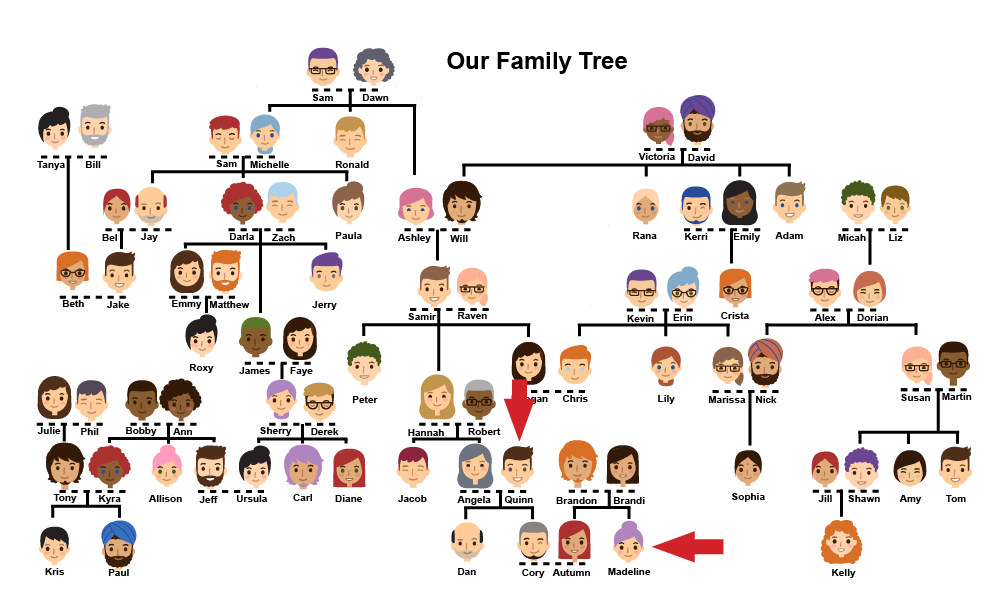 Our Family Tree
Sam Dawn
Tanya Bill Sam Michelle Ronald Victoria David
Bel Jay Darla Zach Paula Ashley Will Rana Kerri Emily Adam Micah Liz
Beth Jake Emmy Matthew Jerry Samir Raven Kevin Erin Crista Alex Dorian
Roxy James Faye Peter Chris Lily Marissa Nick Susan Martin
Julie Phil Bobby Ann Sherry Derek Hannah Robert
Tony Kyra Allison Jeff Ursula Carl Diane Jacob Angela Quinn Brandon Brandi Sophia Jill Shawn Amy Tom
Kris Paul Dan Cory Autumn Madeline Kelly